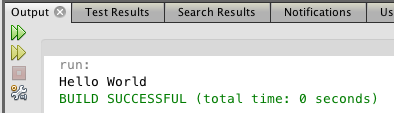 Output Test Results Search Results Notifications Us
run:
Hello World
BUILD SUCCESSFUL (total time: 0 seconds)